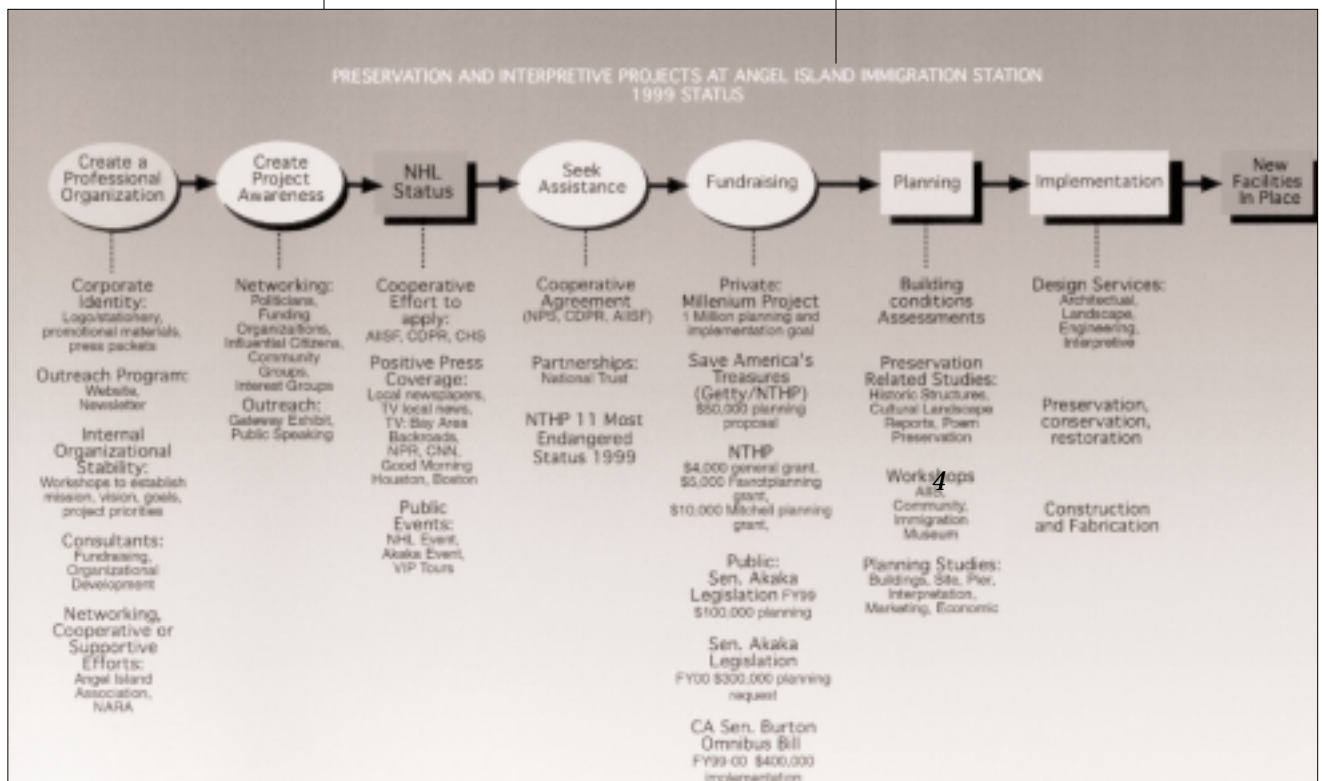 PRESERVATION AND INTERPRETIVE PROJECTS AT ANGEL ISLAND IMMIGRATION STATION
1999 STATUS
Create a
Professional
Organization
Create
Project
Awareness
NHL
Status
Seek
Assistance
Fundraising
Planning
Implementation
New
Facilities
In Place
Corporate
Identity:
Logo/stationery,
promotional materials,
press packets
Outreach Program:
Website,
Newsletter
Internal
Organizational
Stability:
Workshops to establish
mission, vision, goals,
project priorities
Consultants:
Fundraising,
Organizational
Development
Networking,
Cooperative or
Supportive
Efforts:
Angel Island
Association,
NARA
Networking:
Politicians,
Funding
Organizations,
Influential Citizens,
Community
Groups,
Interest Groups
Outreach:
Gateway Exhibit,
Public Speaking
Cooperative
Effort to
apply:
AIISF, CDPR, CHS
Positive Press
Coverage:
Local newspapers,
TV local news,
TV: Bay Area
Backroads,
NPR, CNN,
Good Morning
Houston, Boston
Public
Events:
NHL Event,
Akaka Event,
VIP Tours
Cooperative
Agreement
(NPS, CDPR, AIISF)
Partnerships:
National Trust
NTHP 11 Most
Endangered
Status 1999
Private:
Millenium Project
1 Million planning and
implementation goal
Save America's
Treasures
(Getty/NTHP)
$50,000 planning
proposal
NTHP
$4,000 general grant,
$5,000 Favrotplanning
grant,
$10,000 Mitchell planning
grant,
Public:
Sen. Akaka
Legislation FY99
$100,000 planning
Sen. Akaka
Legislation
FY00 $300,000 planning
request
CA Sen. Burton
Omnibus Bill
FY99-00 $400,000
implementation
Building
conditions
Assessments
Preservation
Related Studies:
Historic Structures,
Cultural Landscape
Reports, Poem
Preservation
Workshops
4
Community,
Immigration
Museum
Planning Studies:
Buildings, Site, Pier,
Interpretation,
Marketing, Economic
Design Services:
Architectual,
Landscape,
Engineering,
Interpretive
Preservation,
conservation,
restoration
Construction
and Fabrication